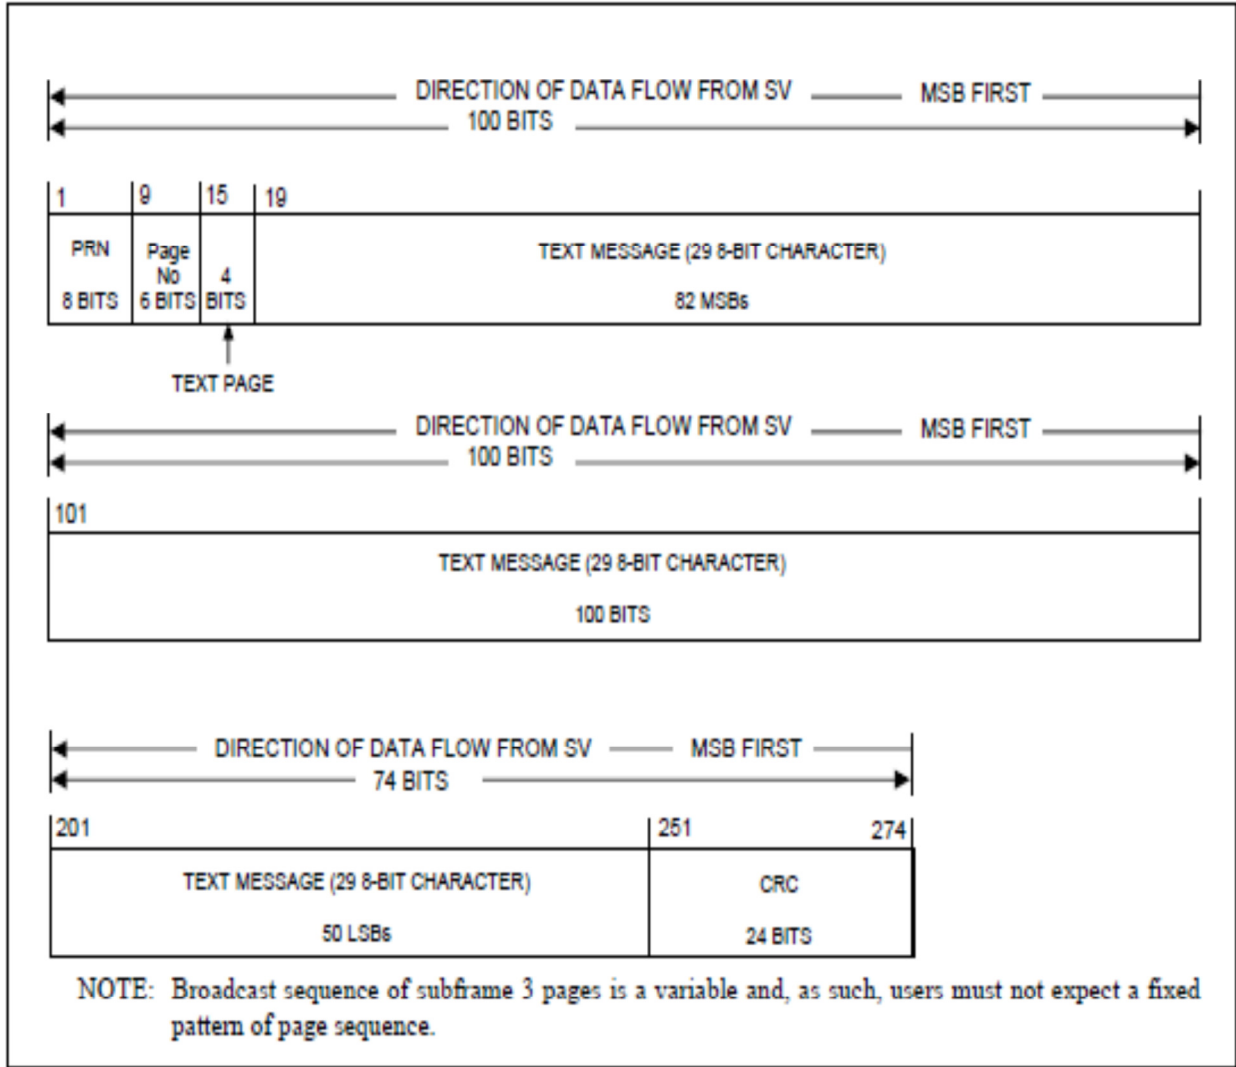 DIRECTION OF DATA FLOW FROM SV MSB FIRST
100 BITS
1 9 15 19
PRN
8 BITS
Page
No
6 BITS
4
BITS
TEXT MESSAGE (29 8-BIT CHARACTER)
82 MSBs
TEXT PAGE
DIRECTION OF DATA FLOW FROM SV MSB FIRST
100 BITS
101
TEXT MESSAGE (29 8-BIT CHARACTER)
100 BITS
DIRECTION OF DATA FLOW FROM SV MSB FIRST
74 BITS
201 251 274
TEXT MESSAGE (29 8-BIT CHARACTER)
50 LSBs
CRC
24 BITS
NOTE: Broadcast sequence of subframe 3 pages is a variable and, as such, users must not expect a fixed
pattern of page sequence.